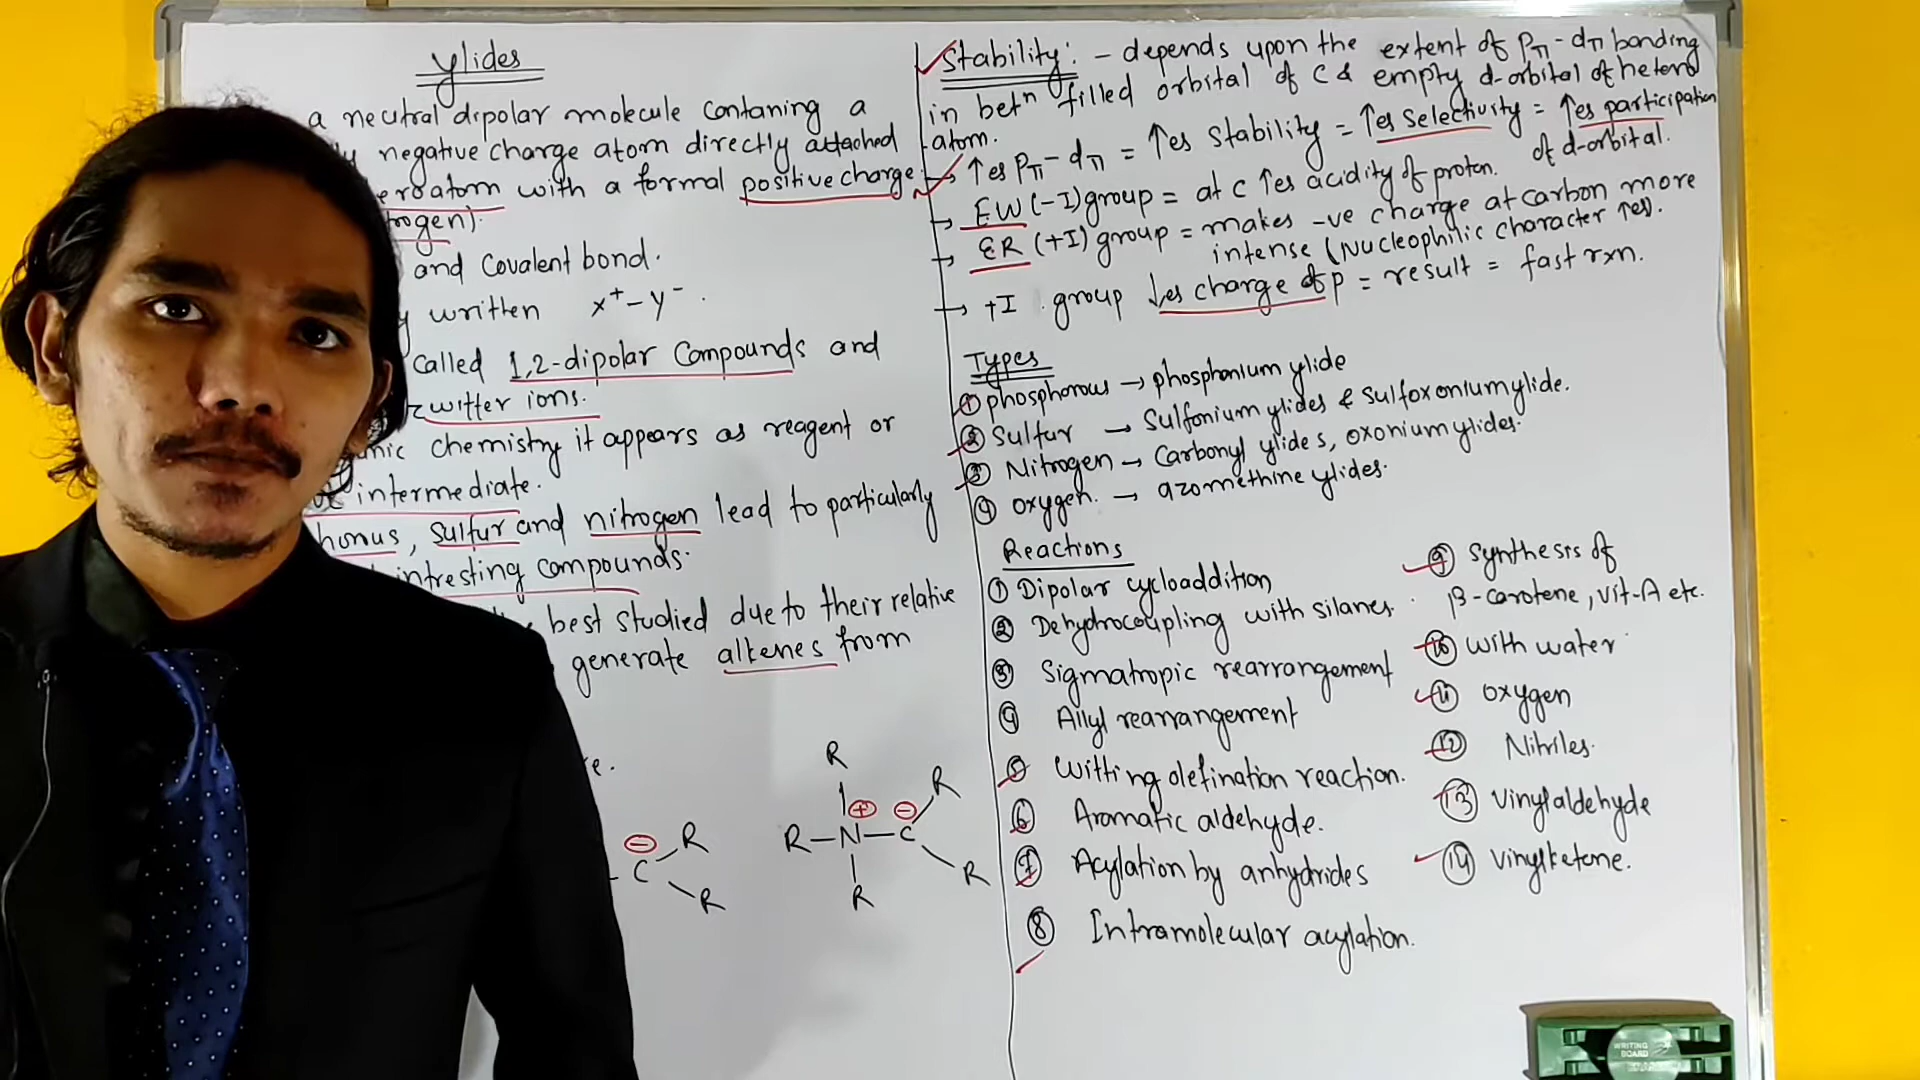 ylides
a neutral dipolar molecule contaning a
negative charge atom directly attached
eroatom with a formal positive charge
rogen).
and Covalent bond.
written x⁺-y⁻.
called 1,2-dipolar Compounds and
zwitter ions.
nic chemistry it appears as reagent or
intermediate.
horus, sulfur and nitrogen lead to particularly
intresting compounds.
best studied due to their relative
generate alkenes from
e.
⊖
C
R
R
R
R-N-C
⊕ ⊖
R
R
R
Stability: - depends upon the extent of Pπ-dπ bonding
in betⁿ filled orbital of C & empty d-orbital of hetero
atom.
→ ↑es Pπ-dπ = ↑es stability = ↑es selectivity = ↑es participation
of d-orbital.
→ EW (-I) group = at C ↑es acidity of proton.
→ ER (+I) group = makes -ve charge at carbon more
intense (Nucleophilic character ↑es).
→ +I group ↓es charge of P = result = fast rxn.
Types
① phosphorous → phosphonium ylide
② Sulfur → Sulfonium ylides & sulfoxonium ylide.
③ Nitrogen → Carbonyl ylides, oxonium ylides.
④ oxygen. → azomethine ylides.
Reactions
① Dipolar cycloaddition
② Dehydrocoupling with silanes.
③ Sigmatropic rearrangement
④ Allyl rearrangement
⑤ Witting olefination reaction.
⑥ Aromatic aldehyde.
⑦ Acylation by anhydrides
⑧ Intramolecular acylation.
⑨ Synthesis of
β-carotene, vit-A etc.
⑩ with water
⑪ oxygen
⑫ Nitriles.
⑬ Vinylaldehyde
⑭ Vinylketone.
WRITING
BOARD